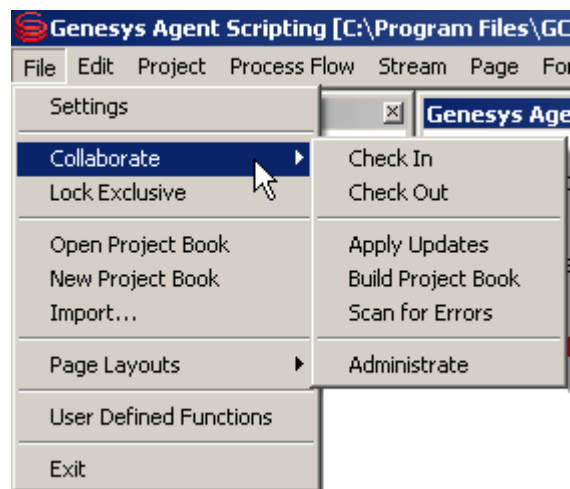 Genesys Agent Scripting [C:\Program Files\GC
File Edit Project Process Flow Stream Page For
Settings
Genesys Age
Collaborate
Lock Exclusive
Open Project Book
New Project Book
Import...
Page Layouts
User Defined Functions
Exit
Check In
Check Out
Apply Updates
Build Project Book
Scan for Errors
Administrate